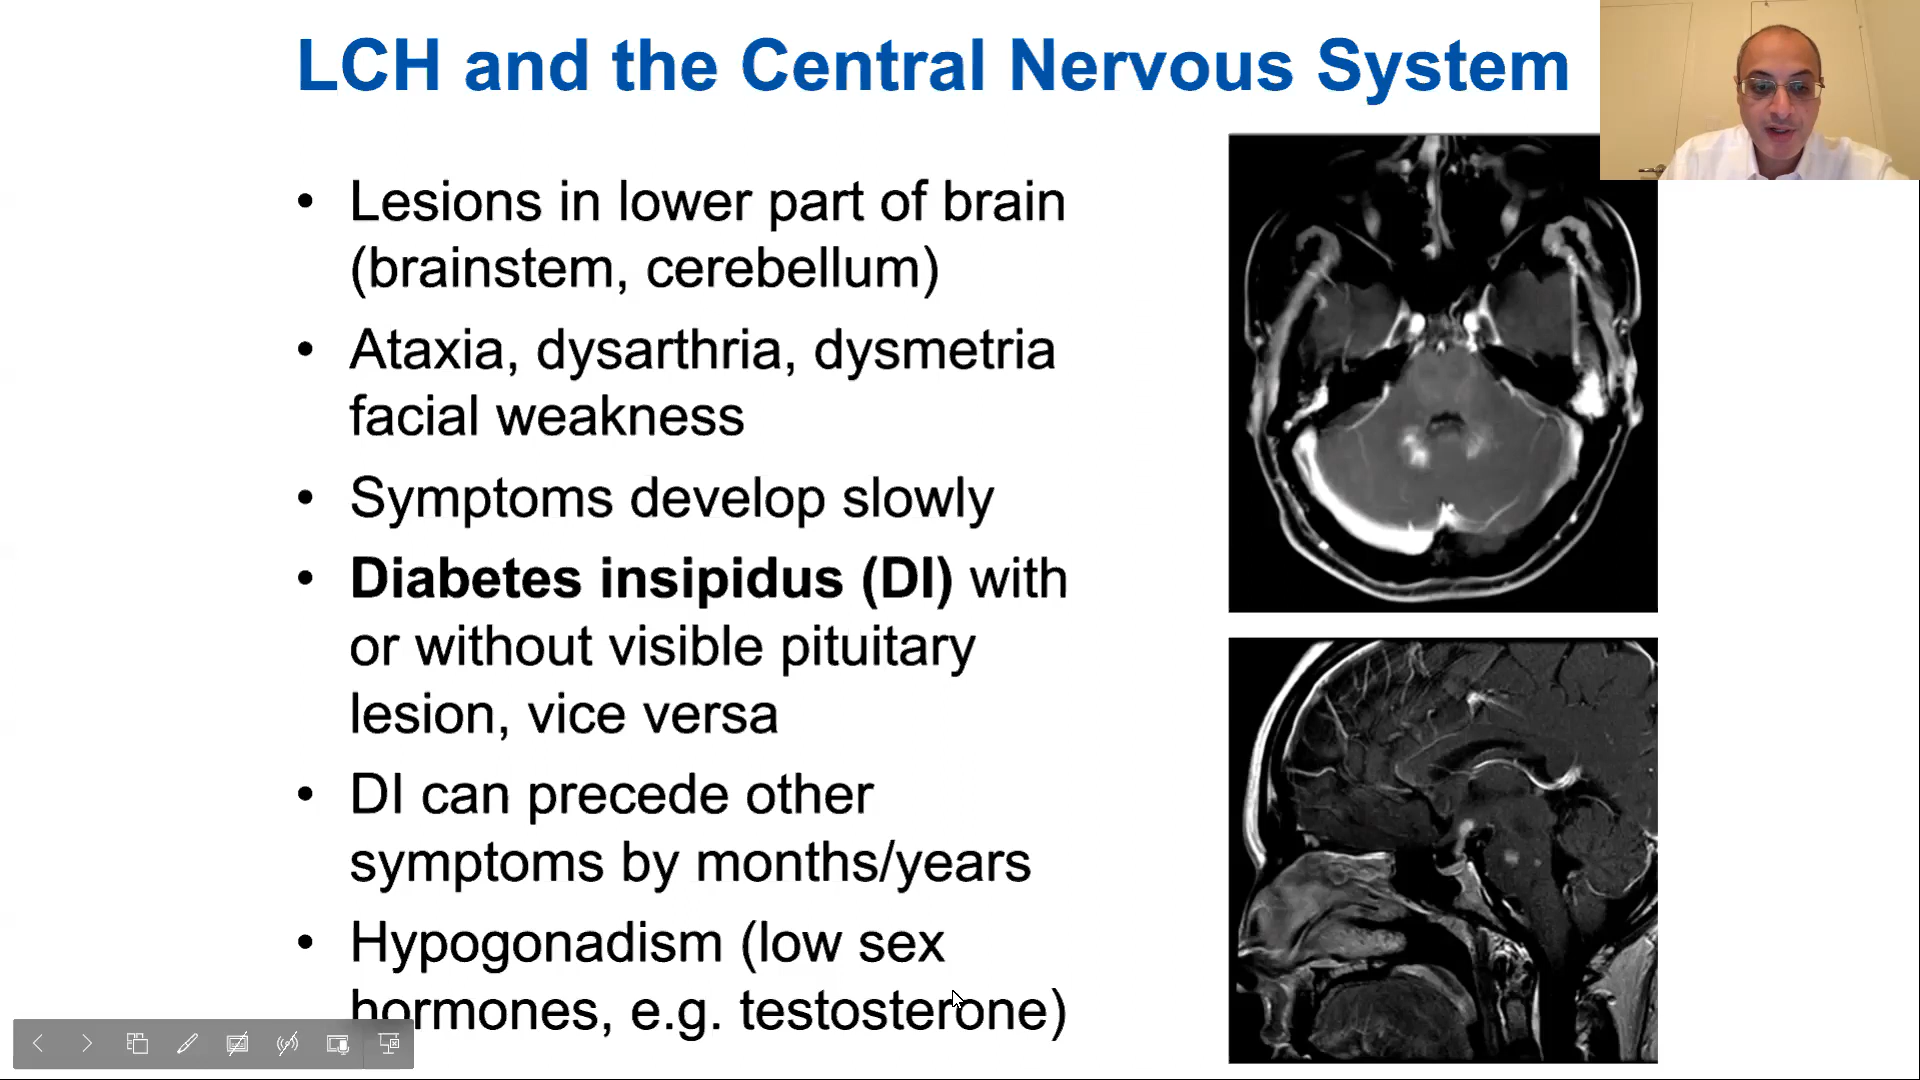 LCH and the Central Nervous System
• Lesions in lower part of brain
(brainstem, cerebellum)
• Ataxia, dysarthria, dysmetria
facial weakness
• Symptoms develop slowly
• Diabetes insipidus (DI) with
or without visible pituitary
lesion, vice versa
• DI can precede other
symptoms by months/years
• Hypogonadism (low sex
hormones, e.g. testosterone)